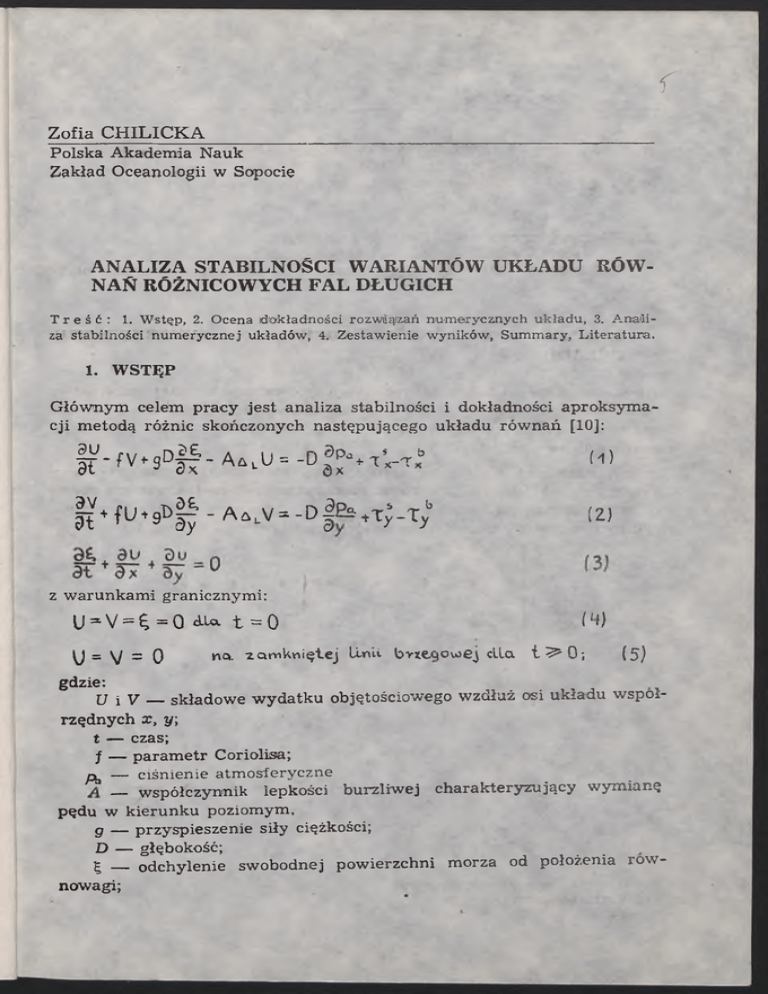 5
Zofia CHILICKA
Polska Akademia Nauk
Zakład Oceanologii w Sopocie
ANALIZA STABILNOŚCI WARIANTÓW UKŁADU RÓW-
NAŃ RÓŻNICOWYCH FAL DŁUGICH
Treść: 1. Wstęp, 2. Ocena dokładności rozwiązań numerycznych układu, 3. Anali-
za stabilności numerycznej układów, 4. Zestawienie wyników, Summary, Literatura.
1. WSTĘP
Głównym celem pracy jest analiza stabilności i dokładności aproksyma-
cji metodą różnic skończonych następującego układu równań [10]:
∂U/∂t - fV + gD ∂ξ/∂x - AΔ_L U = -D ∂p_a/∂x + τ_x^s - τ_x^b (1)
∂V/∂t + fU + gD ∂ξ/∂y - AΔ_L V = -D ∂p_a/∂y + τ_y^s - τ_y^b (2)
∂ξ/∂t + ∂U/∂x + ∂U/∂y = 0 (3)
z warunkami granicznymi:
U = V = ξ = 0 dla t = 0 (4)
U = V = 0 na zamkniętej linii brzegowej dla t ⩾ 0; (5)
gdzie:
U i V — składowe wydatku objętościowego wzdłuż osi układu współ-
rzędnych x, y;
t — czas;
f — parametr Coriolisa;
p_a — ciśnienie atmosferyczne
A — współczynnik lepkości burzliwej charakteryzujący wymianę
pędu w kierunku poziomym.
g — przyspieszenie siły ciężkości;
D — głębokość;
ξ — odchylenie swobodnej powierzchni morza od położenia rów-
nowagi;